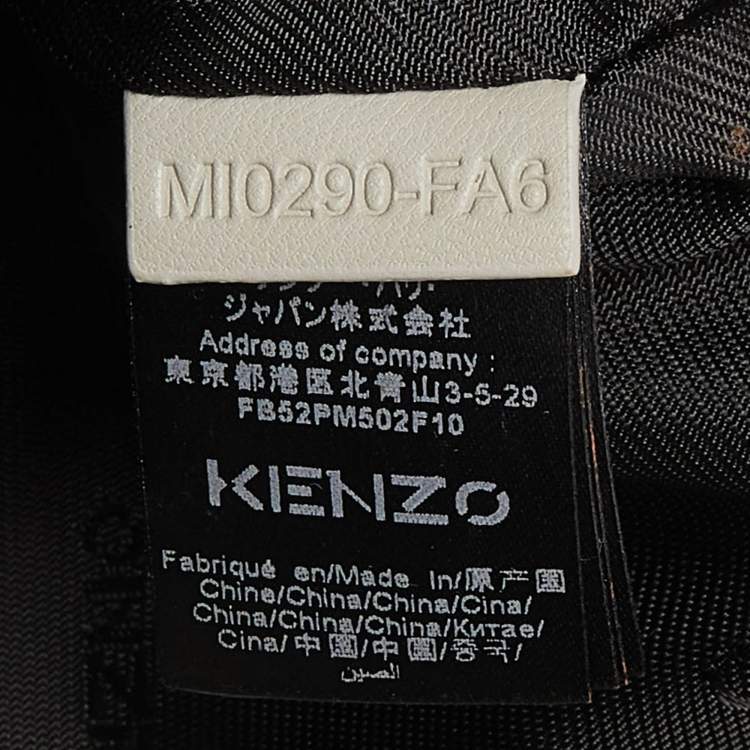 MI0290-FA6
ジャパン株式会社
Address of company :
東京都港区北青山3-5-29
FB52PM502F10
KENZO
Fabriqué en/Made In/原产国
Chine/China/China/Cina/
China/China/China/Китае/
Cina/中国/中國/중국/
الصين